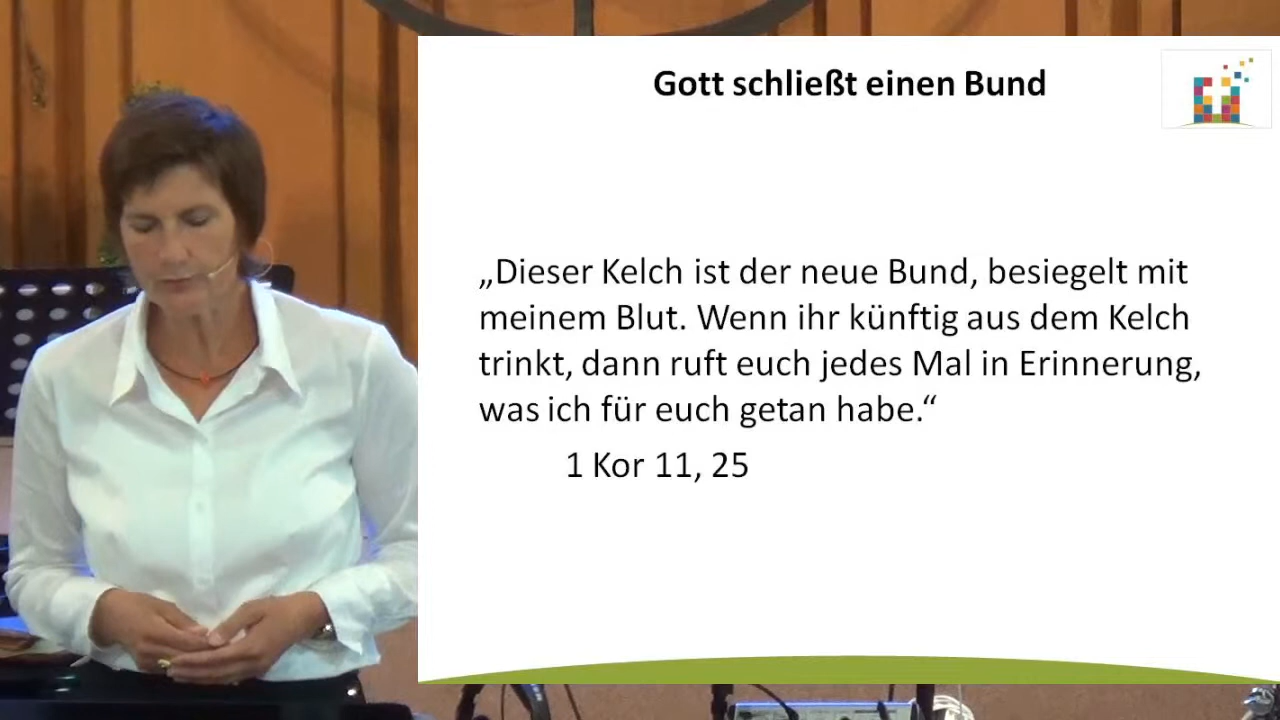 Gott schließt einen Bund
„Dieser Kelch ist der neue Bund, besiegelt mit
meinem Blut. Wenn ihr künftig aus dem Kelch
trinkt, dann ruft euch jedes Mal in Erinnerung,
was ich für euch getan habe.“
1 Kor 11, 25